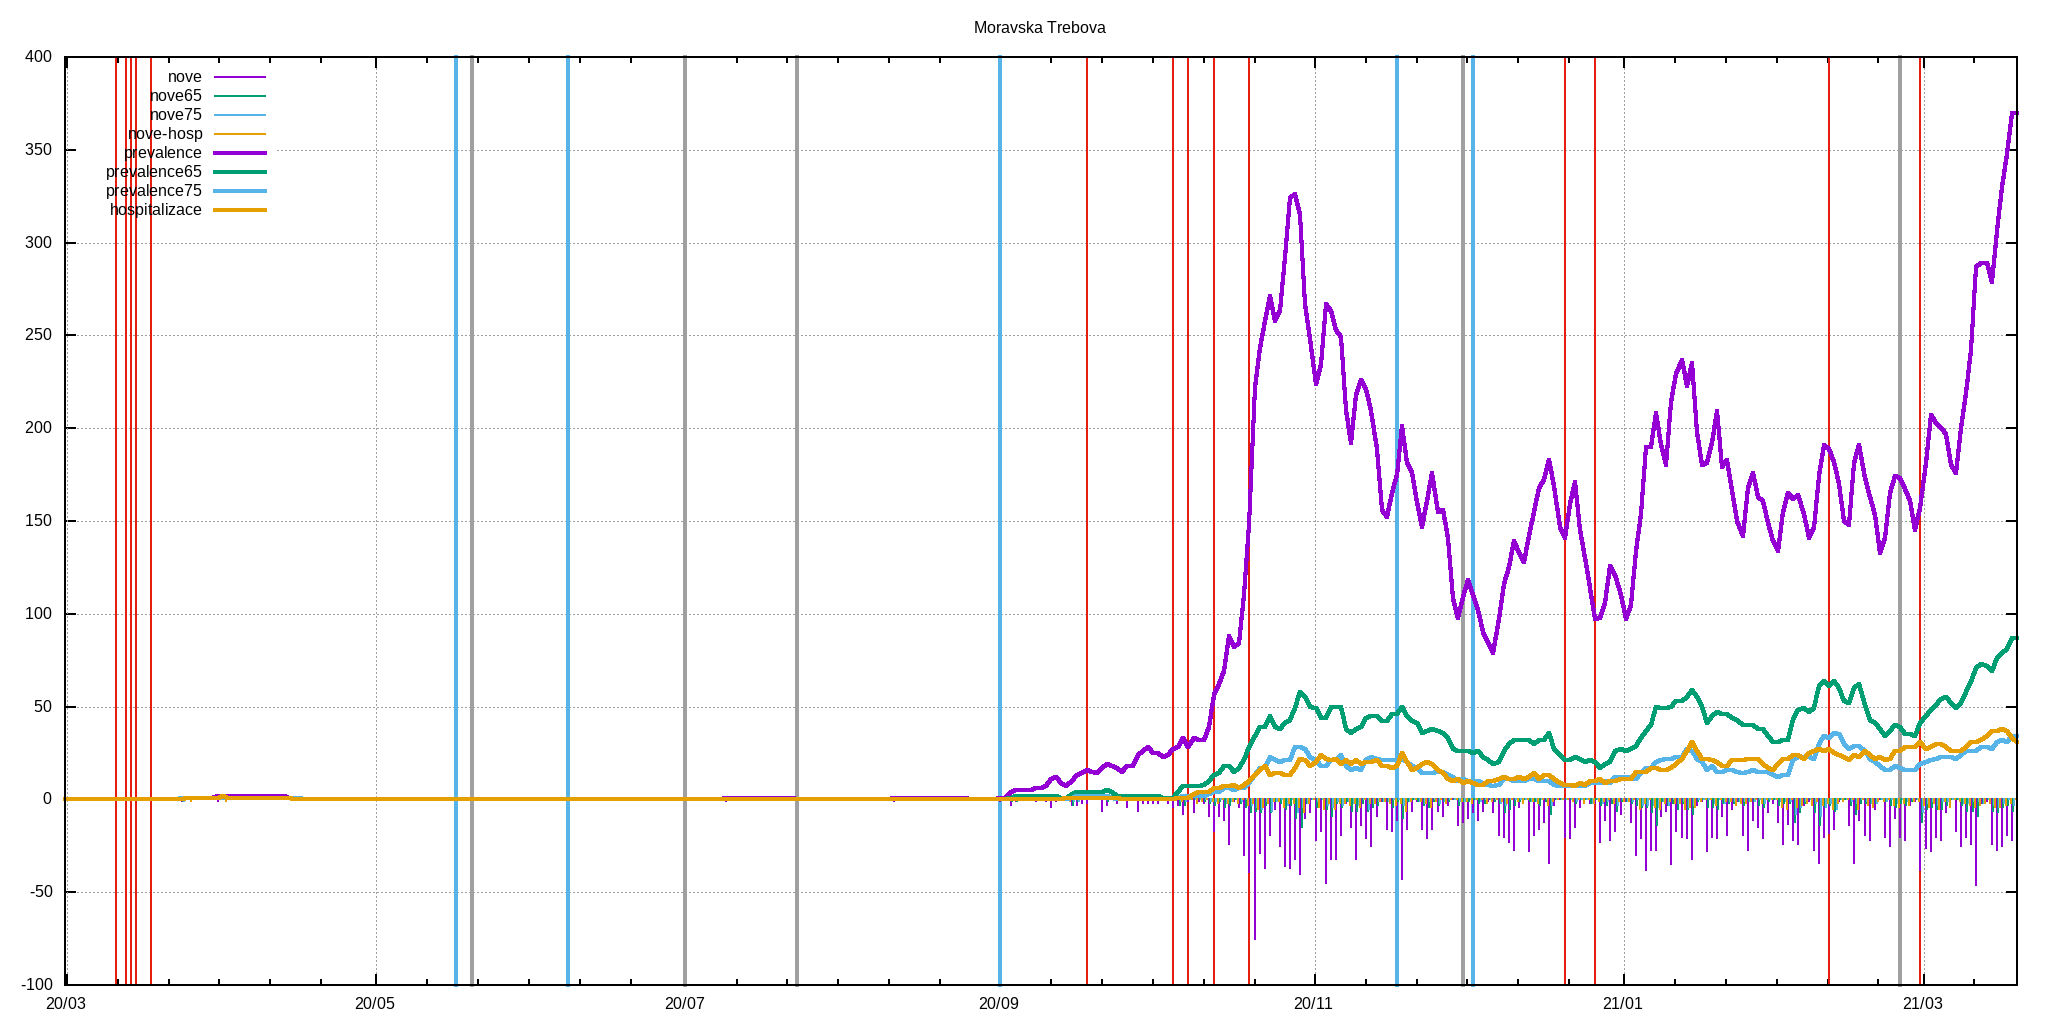 Moravska Trebova
400
350
300
250
200
150
100
50
0
-50
-100
nove
nove65
nove75
nove-hosp
prevalence
prevalence65
prevalence75
hospitalizace
20/03
20/05
20/07
20/09
20/11
21/01
21/03